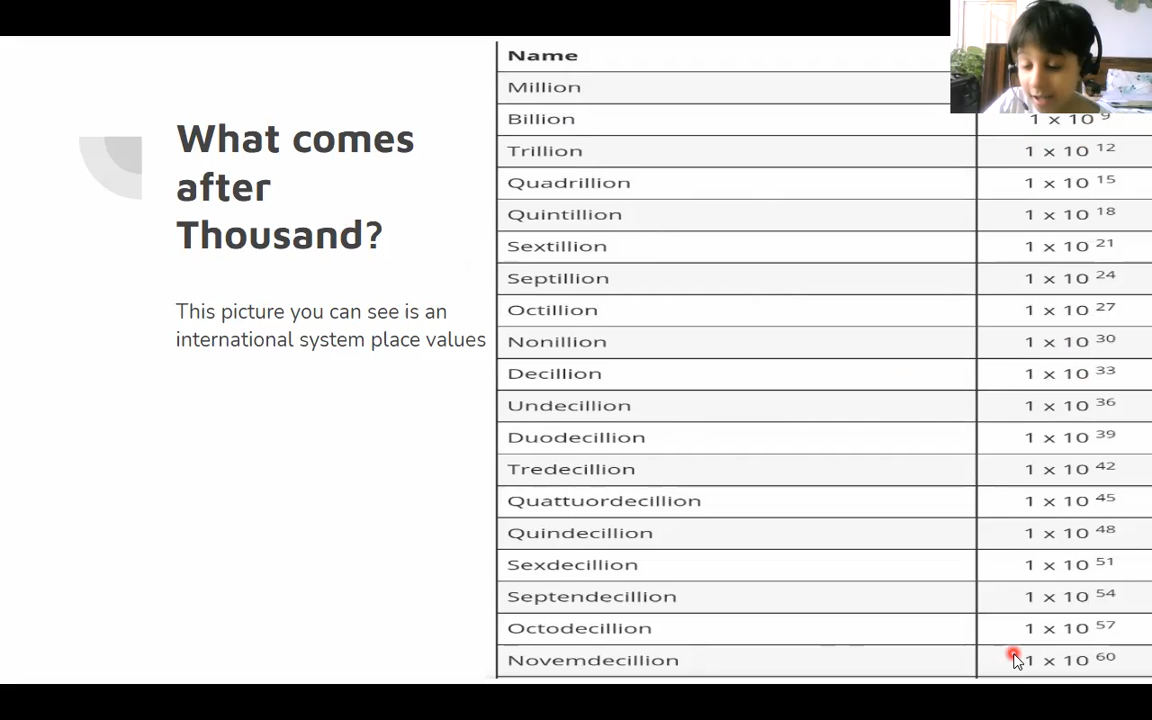 What comes
after
Thousand?
This picture you can see is an
international system place values
Name
Million
Billion 1 x 10 9
Trillion 1 x 10 12
Quadrillion 1 x 10 15
Quintillion 1 x 10 18
Sextillion 1 x 10 21
Septillion 1 x 10 24
Octillion 1 x 10 27
Nonillion 1 x 10 30
Decillion 1 x 10 33
Undecillion 1 x 10 36
Duodecillion 1 x 10 39
Tredecillion 1 x 10 42
Quattuordecillion 1 x 10 45
Quindecillion 1 x 10 48
Sexdecillion 1 x 10 51
Septendecillion 1 x 10 54
Octodecillion 1 x 10 57
Novemdecillion 1 x 10 60